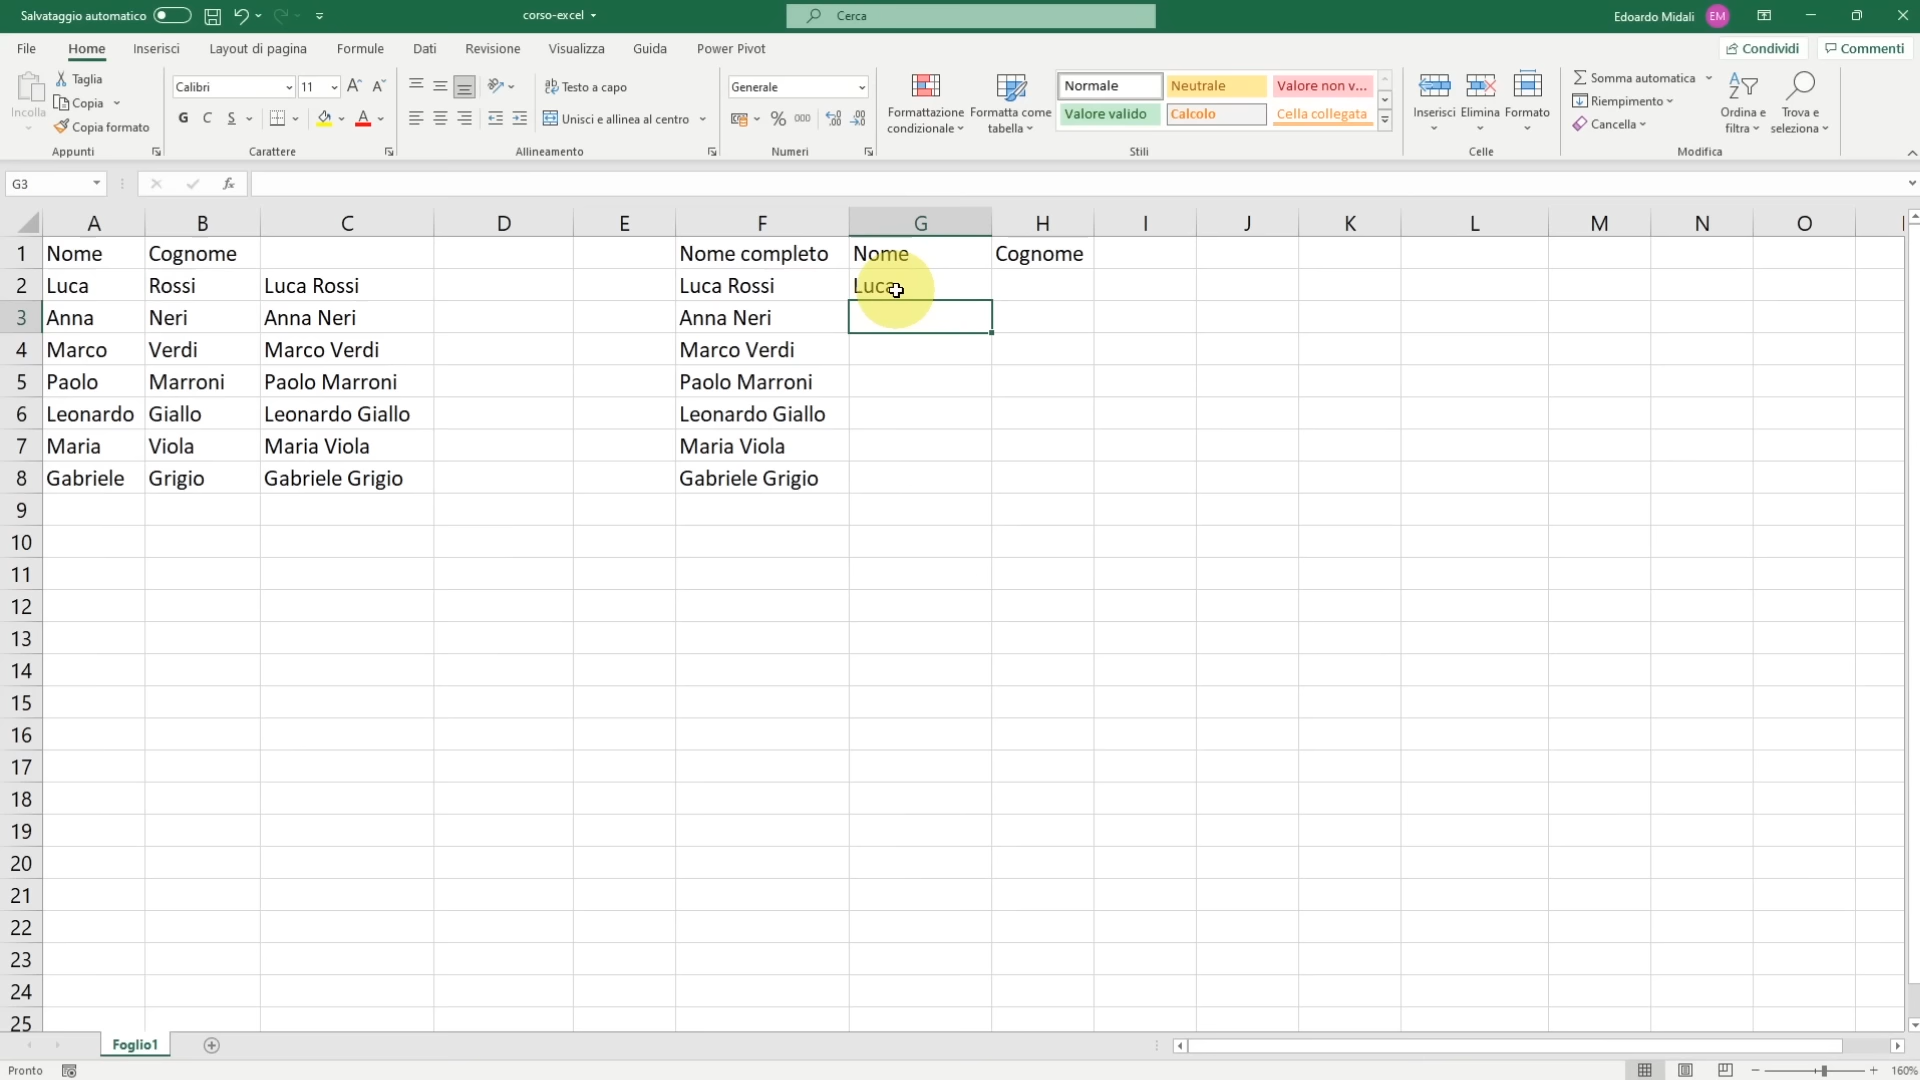 Salvataggio automatico
corso-excel
Cerca
Edoardo Midali EM
File Home Inserisci Layout di pagina Formule Dati Revisione Visualizza Guida Power Pivot Condividi Commenti
Incolla
Taglia
Copia
Copia formato
Appunti
Calibri 11
G C S
Carattere
Testo a capo
Unisci e allinea al centro
Allineamento
Generale
% 000
Numeri
Formattazione condizionale
Formatta come tabella
Normale Neutrale Valore non v...
Valore valido Calcolo Cella collegata
Stili
Inserisci Elimina Formato
Celle
Somma automatica
Riempimento
Cancella
Ordina e filtra
Trova e seleziona
Modifica
G3 fx
A B C D E F G H I J K L M N O
1 Nome Cognome Nome completo Nome Cognome
2 Luca Rossi Luca Rossi Luca Rossi Luca
3 Anna Neri Anna Neri Anna Neri
4 Marco Verdi Marco Verdi Marco Verdi
5 Paolo Marroni Paolo Marroni Paolo Marroni
6 Leonardo Giallo Leonardo Giallo Leonardo Giallo
7 Maria Viola Maria Viola Maria Viola
8 Gabriele Grigio Gabriele Grigio Gabriele Grigio
9
10
11
12
13
14
15
16
17
18
19
20
21
22
23
24
25
Foglio1
Pronto
160%